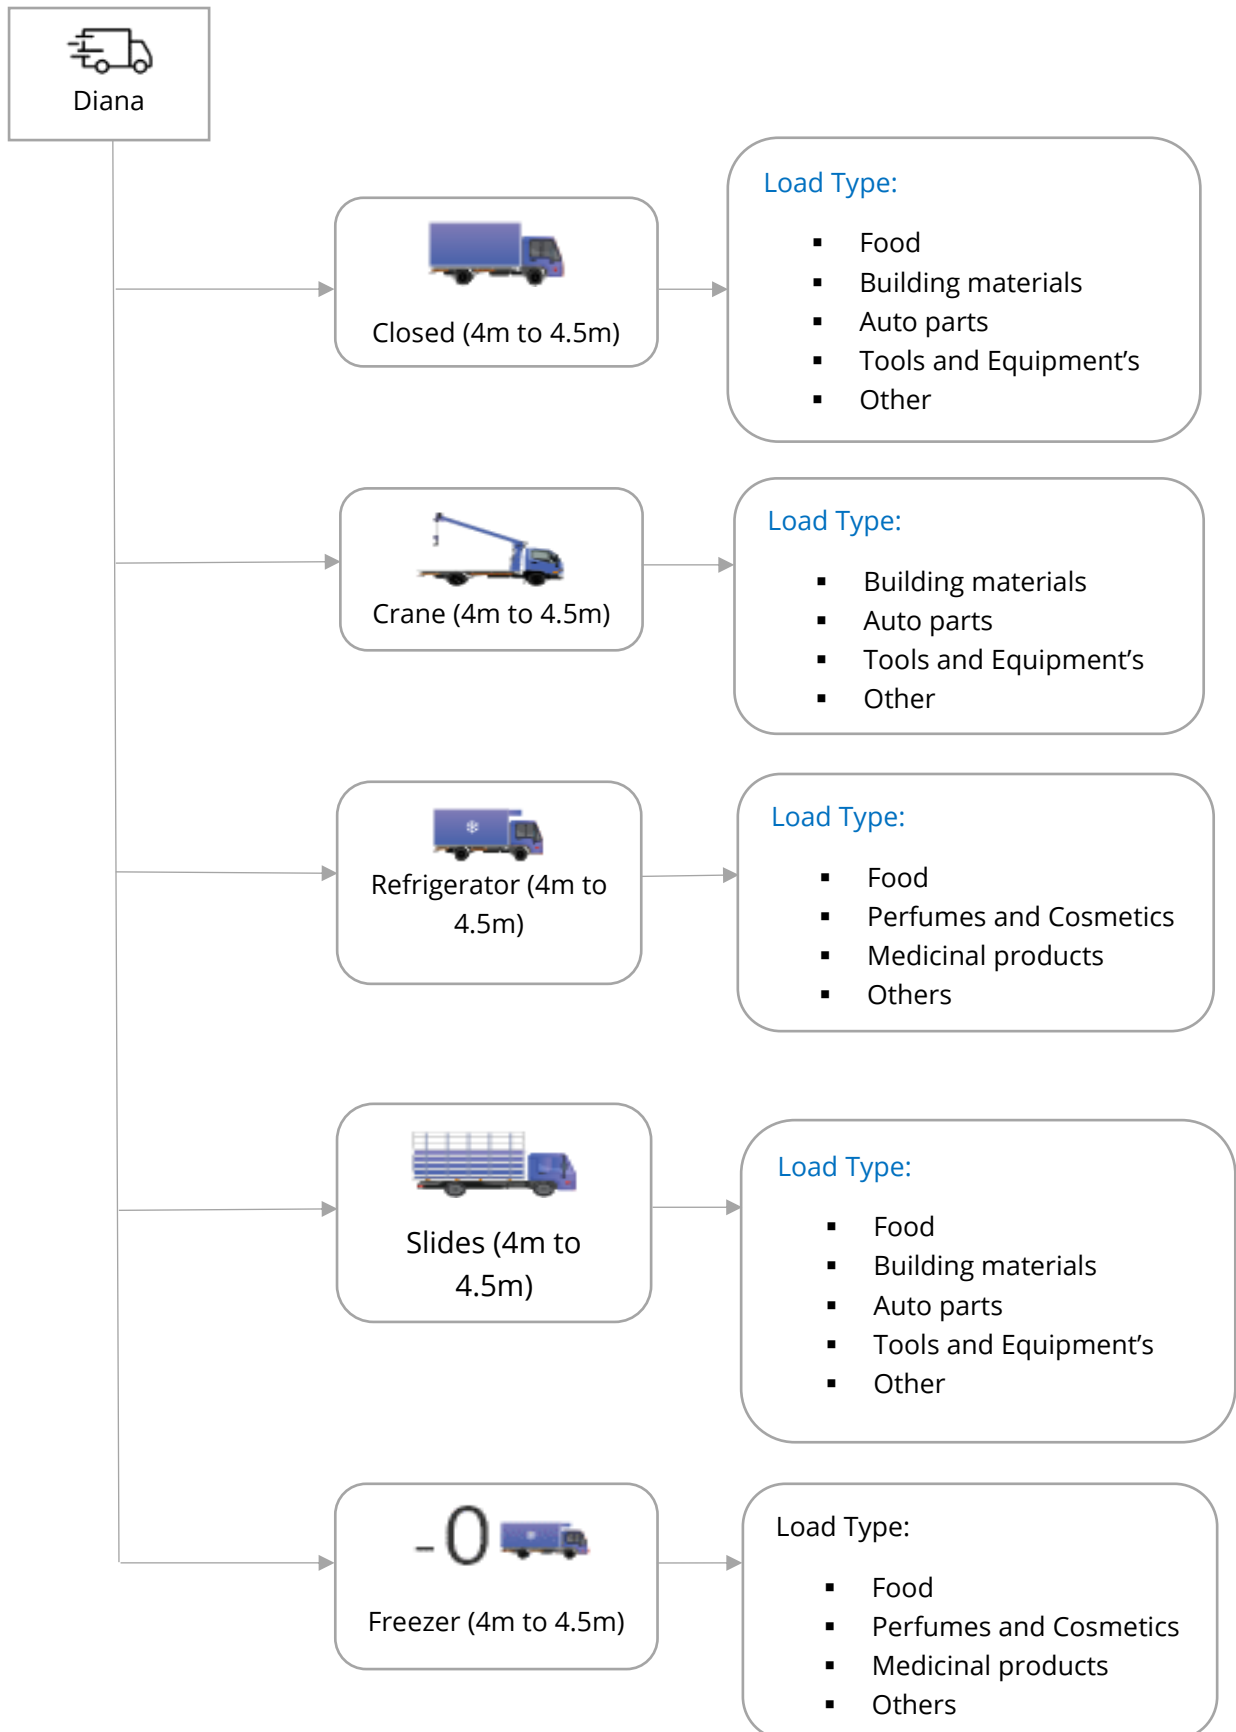 Diana
Closed (4m to 4.5m)
Load Type:
▪ Food
▪ Building materials
▪ Auto parts
▪ Tools and Equipment’s
▪ Other
Crane (4m to 4.5m)
Load Type:
▪ Building materials
▪ Auto parts
▪ Tools and Equipment’s
▪ Other
Refrigerator (4m to
4.5m)
Load Type:
▪ Food
▪ Perfumes and Cosmetics
▪ Medicinal products
▪ Others
Slides (4m to
4.5m)
Load Type:
▪ Food
▪ Building materials
▪ Auto parts
▪ Tools and Equipment’s
▪ Other
-0
Freezer (4m to 4.5m)
Load Type:
▪ Food
▪ Perfumes and Cosmetics
▪ Medicinal products
▪ Others